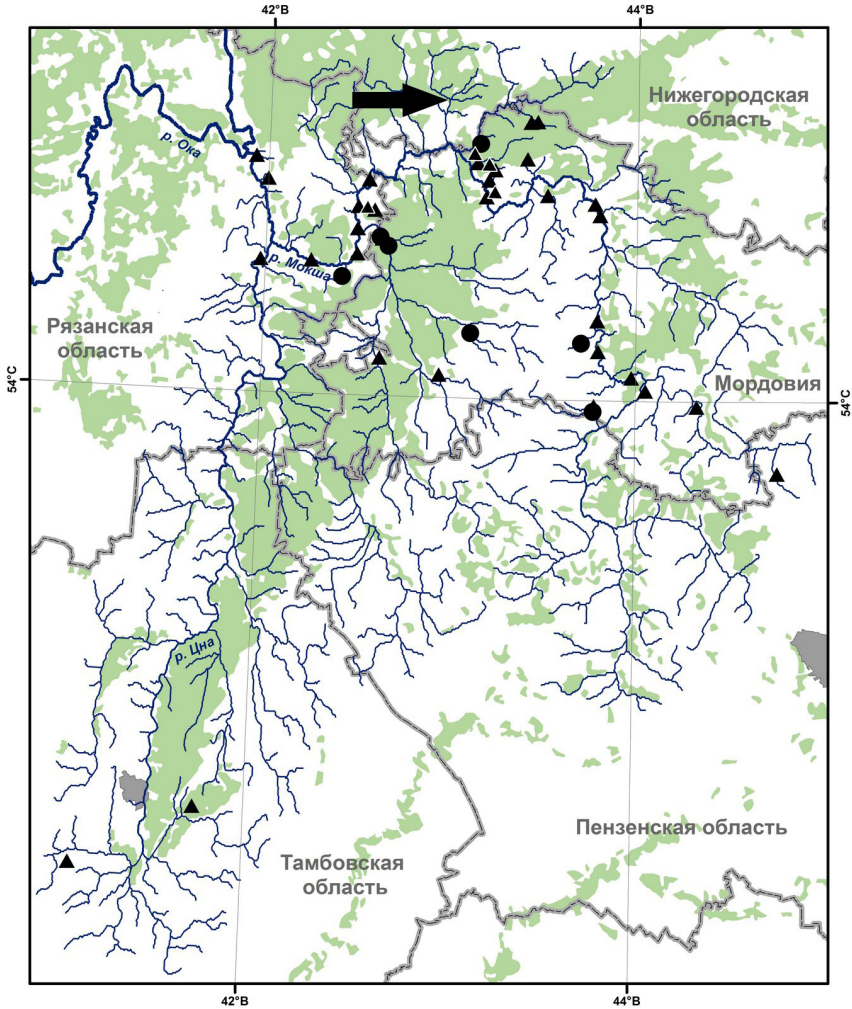 42°В
44°В
Нижегородская
область
р. Ока
р. Мокша
Рязанская
область
54°С
Мордовия
54°С
р. Цна
Пензенская область
Тамбовская
область
42°В
44°В